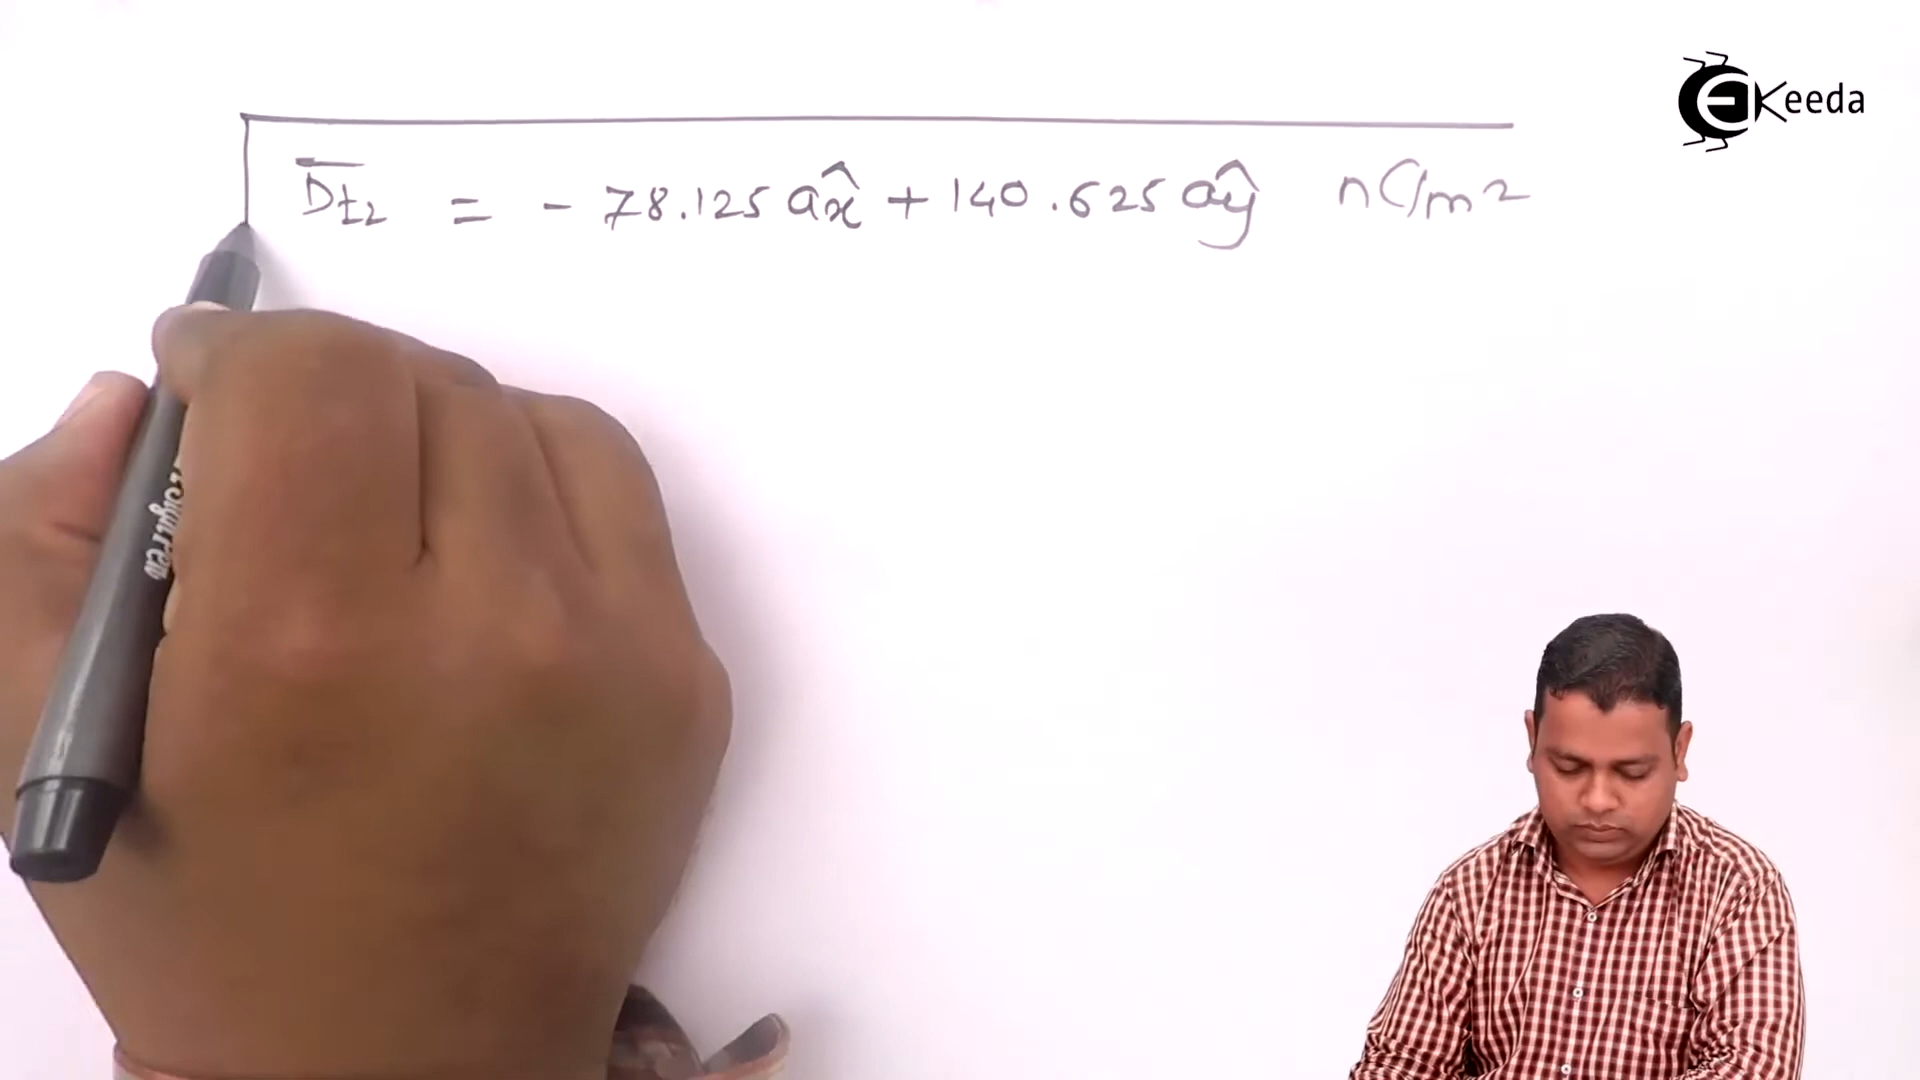 EKeeda
D̅t2 = - 78.125 âx + 140.625 ây nC/m2